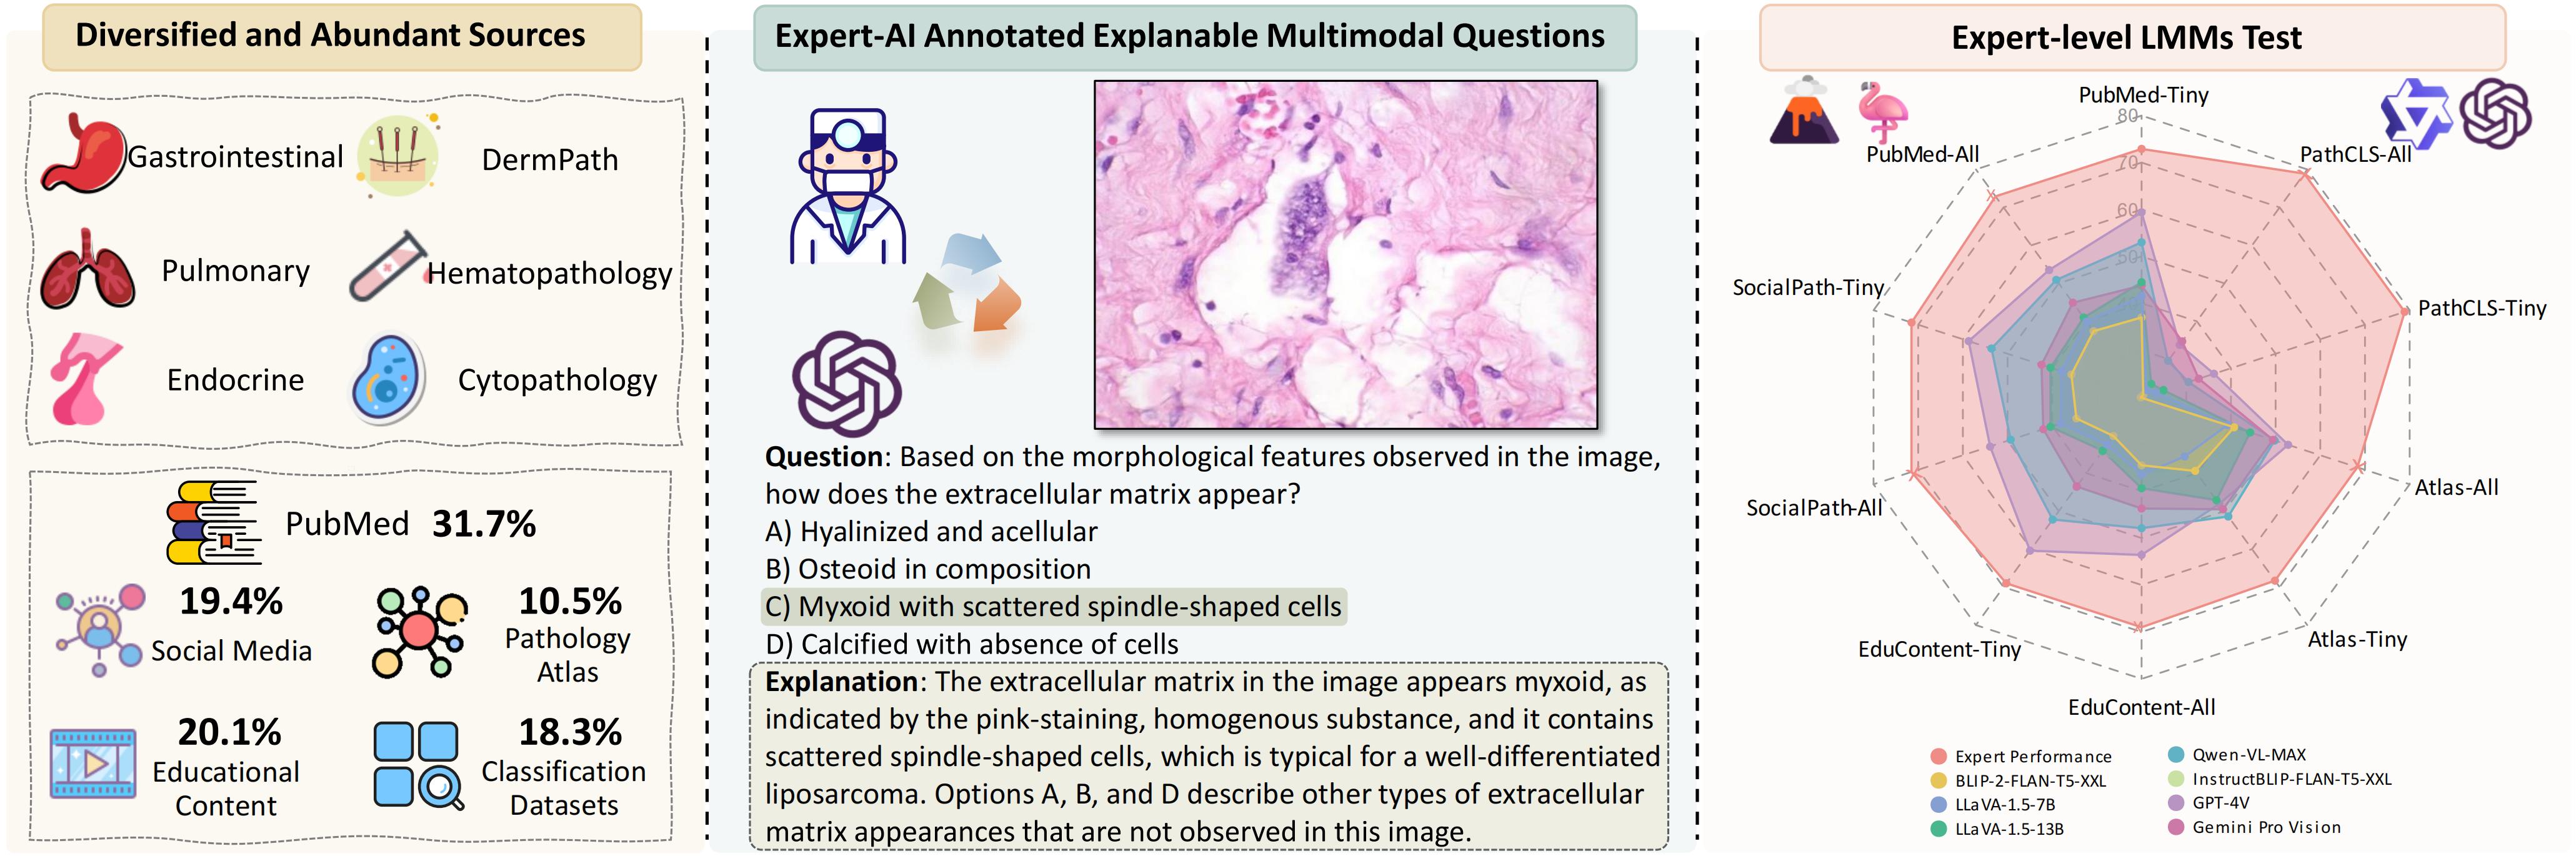 Diversified and Abundant Sources
Gastrointestinal
DermPath
Pulmonary
Hematopathology
Endocrine
Cytopathology
PubMed 31.7%
19.4%
Social Media
10.5%
Pathology
Atlas
20.1%
Educational
Content
18.3%
Classification
Datasets
Expert-AI Annotated Explanable Multimodal Questions
Question: Based on the morphological features observed in the image,
how does the extracellular matrix appear?
A) Hyalinized and acellular
B) Osteoid in composition
C) Myxoid with scattered spindle-shaped cells
D) Calcified with absence of cells
Explanation: The extracellular matrix in the image appears myxoid, as
indicated by the pink-staining, homogenous substance, and it contains
scattered spindle-shaped cells, which is typical for a well-differentiated
liposarcoma. Options A, B, and D describe other types of extracellular
matrix appearances that are not observed in this image.
Expert-level LMMs Test
PubMed-Tiny
80
PubMed-All
PathCLS-All
70
60
50
SocialPath-Tiny
PathCLS-Tiny
SocialPath-All
Atlas-All
EduContent-Tiny
Atlas-Tiny
EduContent-All
Expert Performance
BLIP-2-FLAN-T5-XXL
LLaVA-1.5-7B
LLaVA-1.5-13B
Qwen-VL-MAX
InstructBLIP-FLAN-T5-XXL
GPT-4V
Gemini Pro Vision